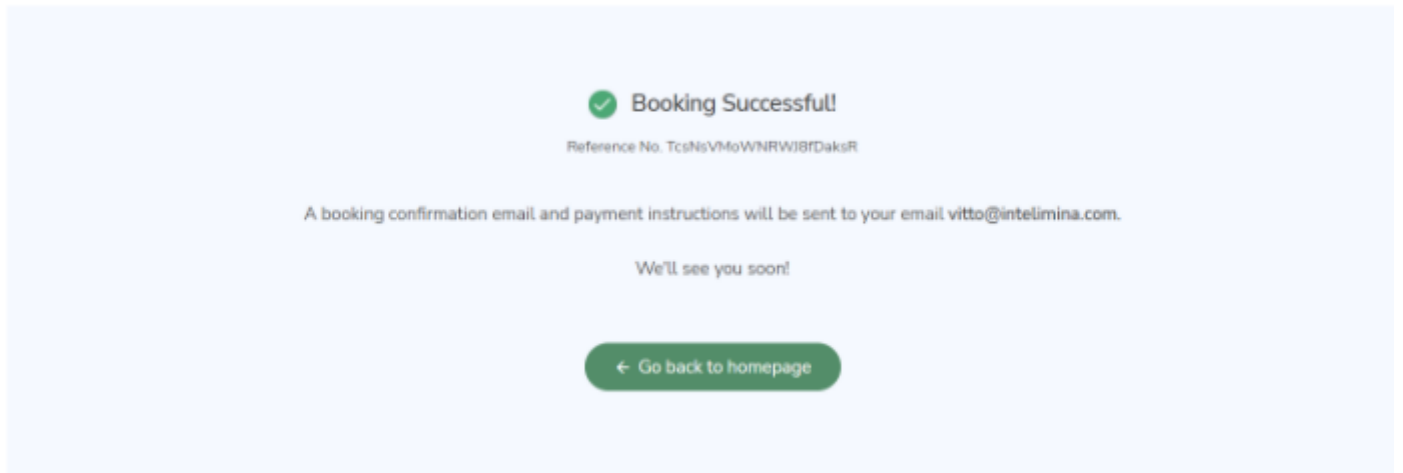 Booking Successful!
Reference No. TcsNsVMoWNRWJ8fDaksR
A booking confirmation email and payment instructions will be sent to your email vitto@intelimina.com.
We'll see you soon!
← Go back to homepage